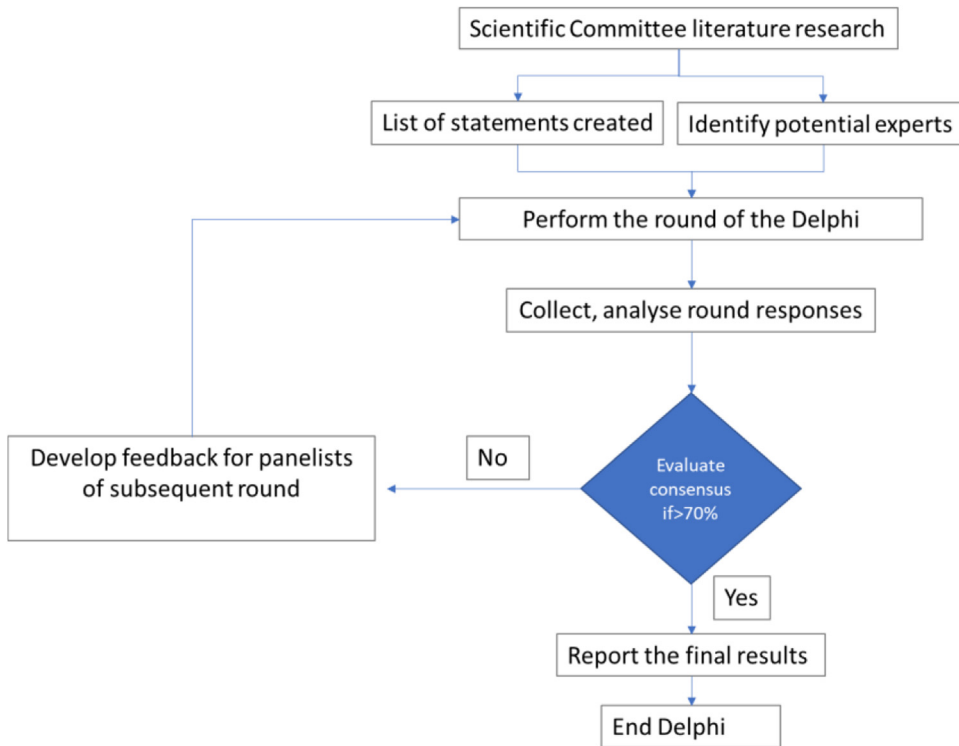 Scientific Committee literature research
List of statements created
Identify potential experts
Perform the round of the Delphi
Collect, analyse round responses
Develop feedback for panelists
of subsequent round
No
Evaluate
consensus
if>70%
Yes
Report the final results
End Delphi